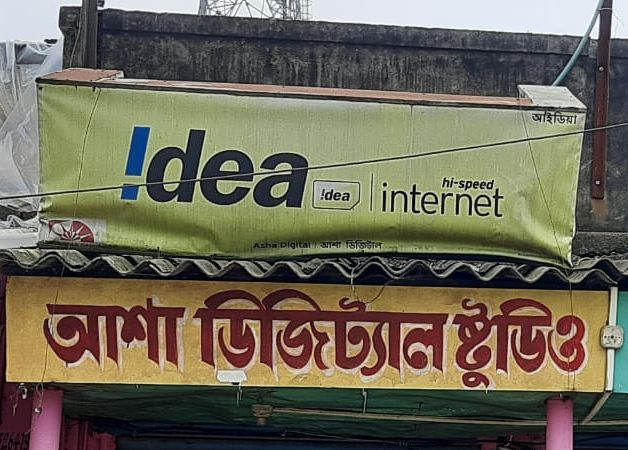 আইডিয়া
!dea
!dea
hi-speed
internet
Asha Digital | আশা ডিজিটাল
আশা ডিজিট্যাল ষ্টুডিও